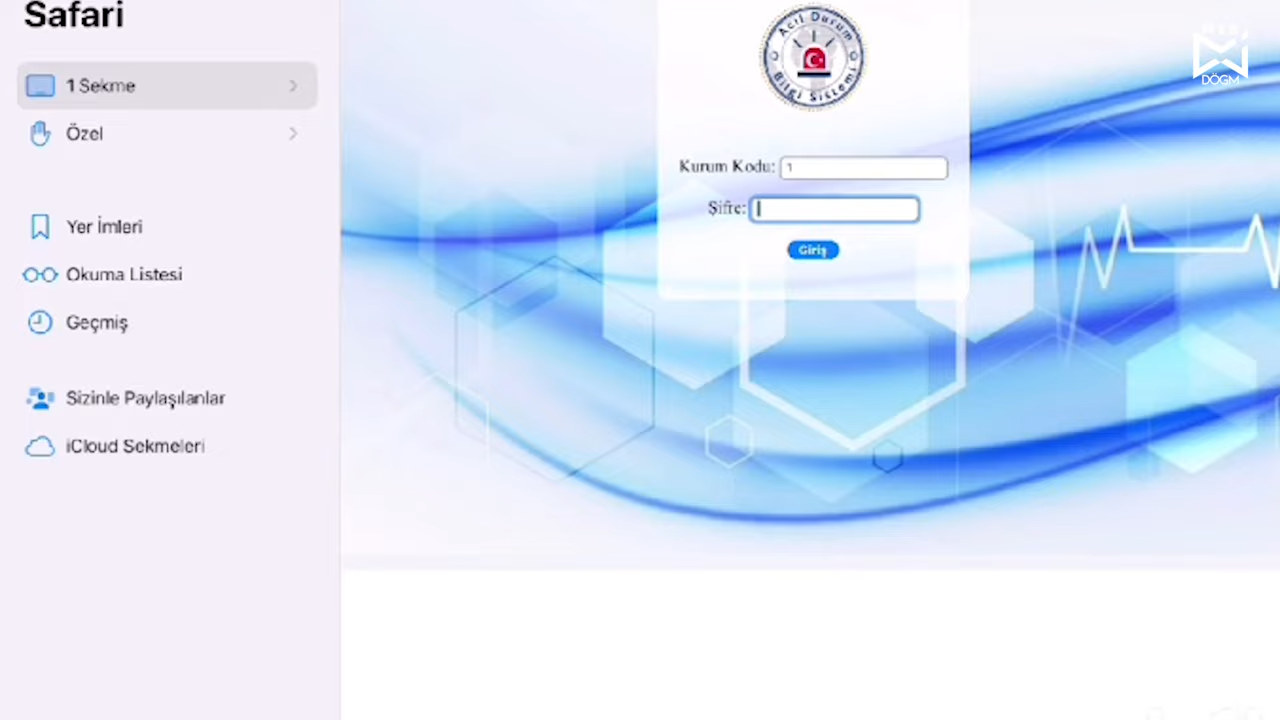 Safari
1 Sekme
Özel
Yer İmleri
Okuma Listesi
Geçmiş
Sizinle Paylaşılanlar
iCloud Sekmeleri
Acil Durum
Bilgi Sistemi
Kurum Kodu: 1
Şifre:
Giriş
MEB
DÖGM